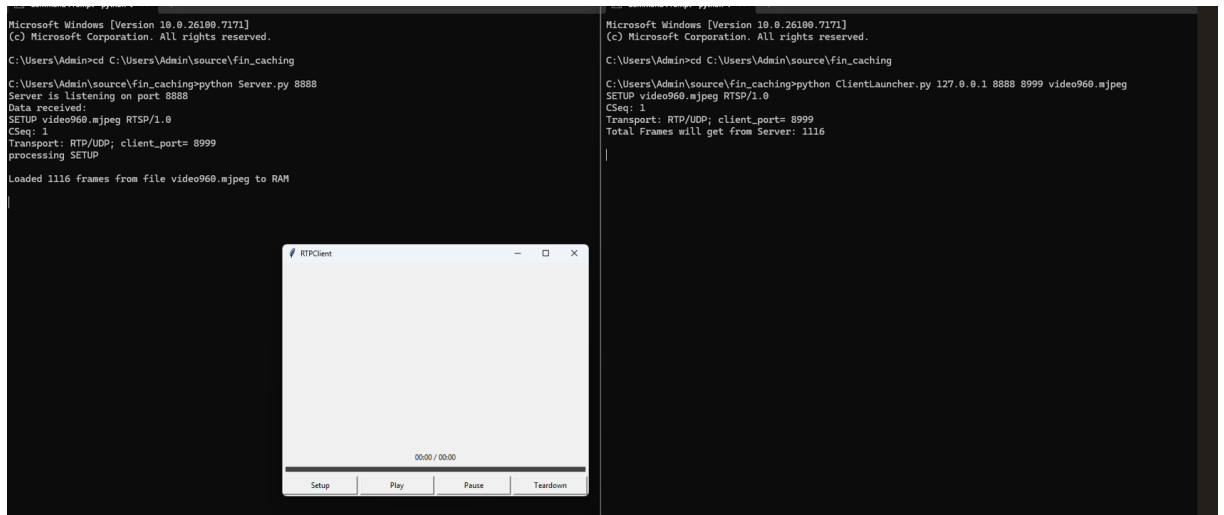 Microsoft Windows [Version 10.0.26100.7171]
(c) Microsoft Corporation. All rights reserved.
C:\Users\Admin>cd C:\Users\Admin\source\fin_caching
C:\Users\Admin\source\fin_caching>python Server.py 8888
Server is listening on port 8888
Data received:
SETUP video960.mjpeg RTSP/1.0
CSeq: 1
Transport: RTP/UDP; client_port= 8999
processing SETUP
Loaded 1116 frames from file video960.mjpeg to RAM
RTPClient
00:00 / 00:00
Setup Play Pause Teardown
Microsoft Windows [Version 10.0.26100.7171]
(c) Microsoft Corporation. All rights reserved.
C:\Users\Admin>cd C:\Users\Admin\source\fin_caching
C:\Users\Admin\source\fin_caching>python ClientLauncher.py 127.0.0.1 8888 8999 video960.mjpeg
SETUP video960.mjpeg RTSP/1.0
CSeq: 1
Transport: RTP/UDP; client_port= 8999
Total Frames will get from Server: 1116